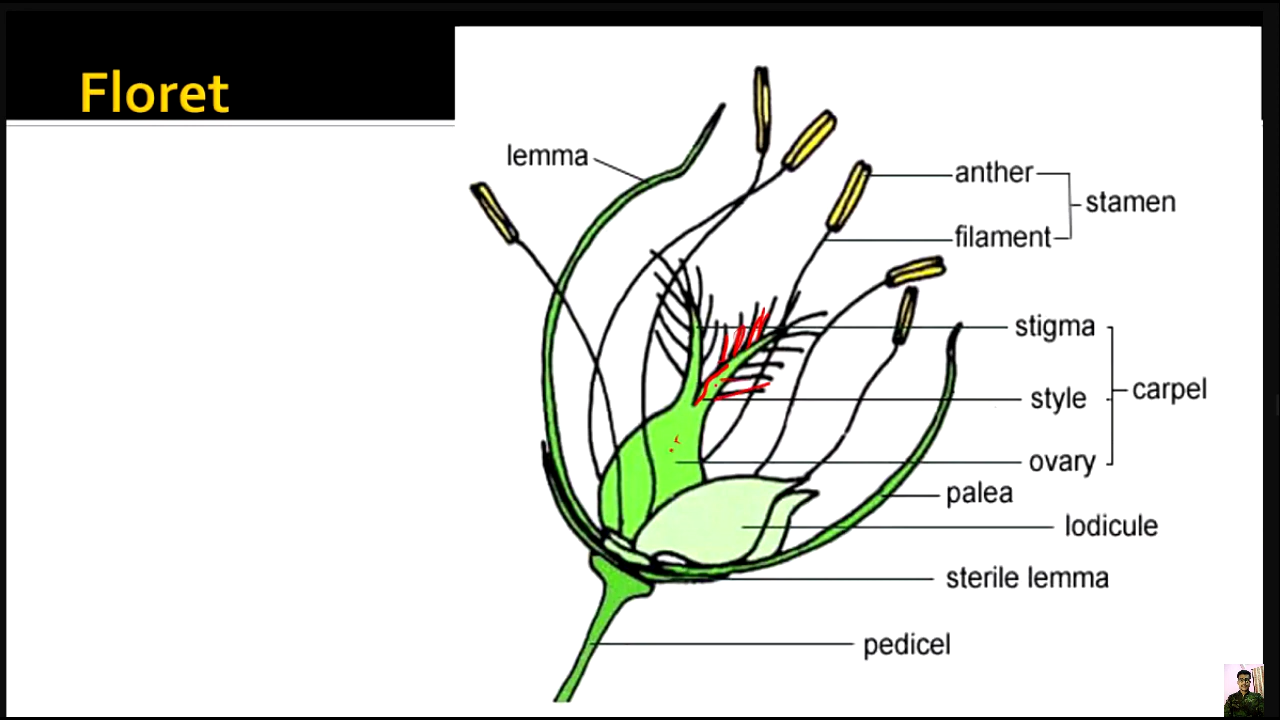 Floret
lemma
anther
stamen
filament
stigma
carpel
style
ovary
palea
lodicule
sterile lemma
pedicel